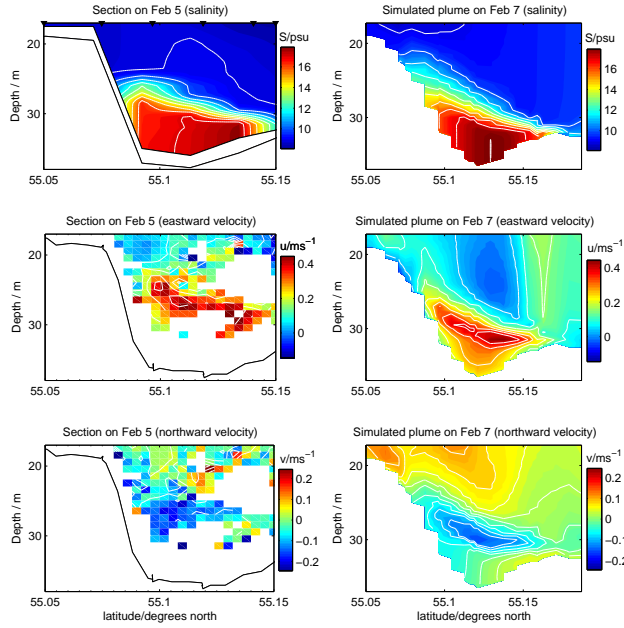 Section on Feb 5 (salinity)
Simulated plume on Feb 7 (salinity)
S/psu
S/psu
Depth / m
20
30
16
14
12
10
Depth / m
20
30
16
14
12
10
55.05
55.1
55.15
55.05
55.1
55.15
Section on Feb 5 (eastward velocity)
Simulated plume on Feb 7 (eastward velocity)
u/ms⁻¹
u/ms⁻¹
Depth / m
20
30
0.4
0.2
0
Depth / m
20
30
0.4
0.2
0
55.05
55.1
55.15
55.05
55.1
55.15
Section on Feb 5 (northward velocity)
Simulated plume on Feb 7 (northward velocity)
v/ms⁻¹
v/ms⁻¹
Depth / m
20
30
0.2
0.1
0
−0.1
−0.2
Depth / m
20
30
0.2
0.1
0
−0.1
−0.2
55.05
55.1
55.15
55.05
55.1
55.15
latitude/degrees north
latitude/degrees north